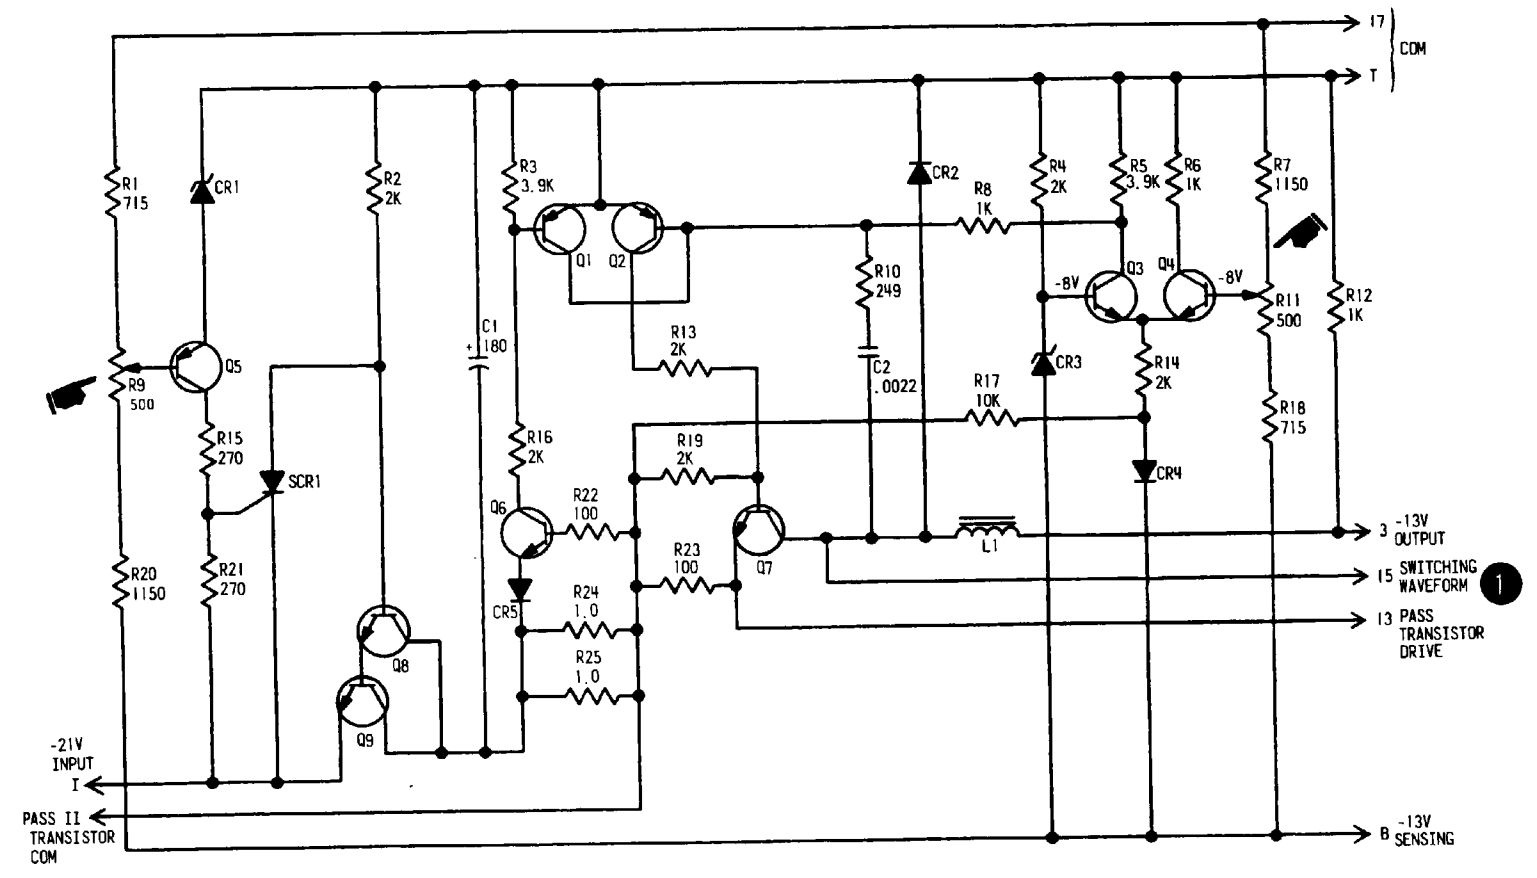 17
COM
T
R1
715
CR1
R2
2K
R3
3.9K
Q1
Q2
CR2
R8
1K
R4
2K
R5
3.9K
R6
1K
R7
1150
R10
249
-8V
Q3
Q4
-8V
R11
500
R12
1K
C1
+ 180
R13
2K
C2
.0022
CR3
R14
2K
Q5
R9
500
R17
10K
R18
715
R15
270
R16
2K
R19
2K
CR4
SCR1
Q6
R22
100
Q7
L1
3 -13V
OUTPUT
R20
1150
R21
270
R23
100
15 SWITCHING
WAVEFORM
1
CR5
R24
1.0
13 PASS
TRANSISTOR
DRIVE
Q8
R25
1.0
Q9
-21V
INPUT
I
PASS II
TRANSISTOR
COM
B -13V
SENSING